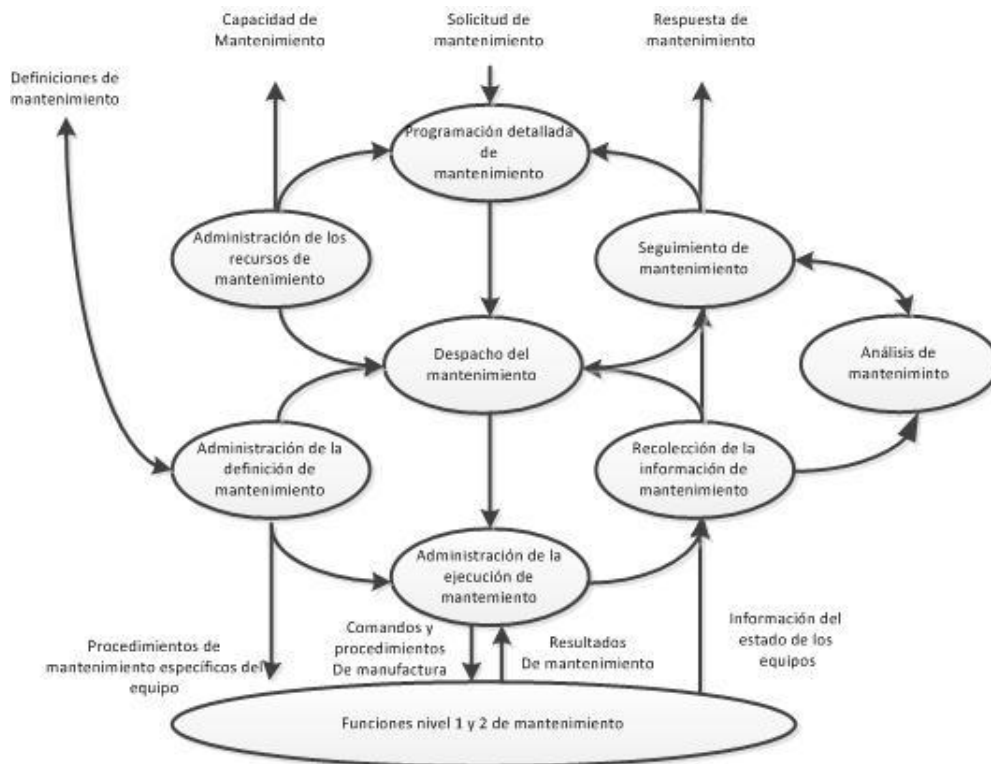 Capacidad de
Mantenimiento
Solicitud de
mantenimiento
Respuesta de
mantenimiento
Definiciones de
mantenimiento
Programación detallada
de
mantenimiento
Administración de los
recursos de
mantenimiento
Seguimiento de
mantenimiento
Despacho del
mantenimiento
Análisis de
manteniminto
Administración de la
definición de
mantenimiento
Recolección de la
información de
mantenimiento
Administración de la
ejecución de
mantemiento
Procedimientos de
mantenimiento específicos del
equipo
Comandos y
procedimientos
De manufactura
Resultados
De mantenimiento
Información del
estado de los
equipos
Funciones nivel 1 y 2 de mantenimiento